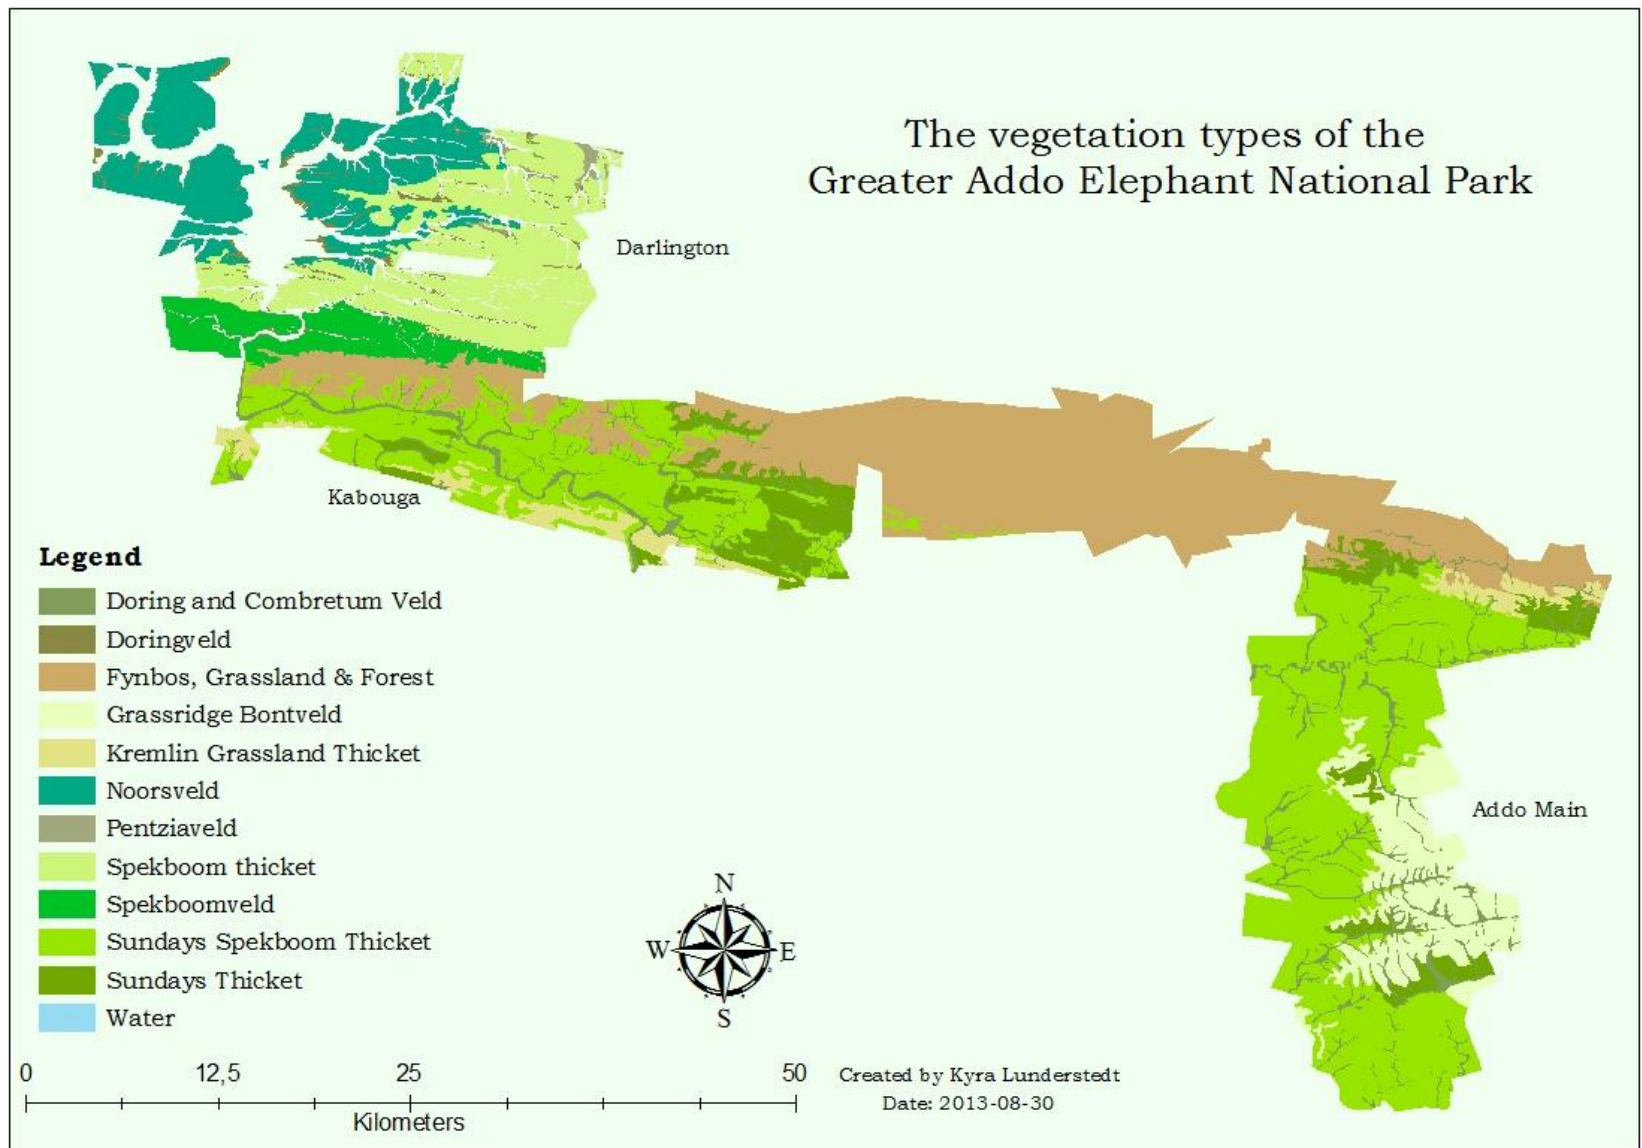 The vegetation types of the
Greater Addo Elephant National Park
Darlington
Kabouga
Addo Main
Legend
Doring and Combretum Veld
Doringveld
Fynbos, Grassland & Forest
Grassridge Bontveld
Kremlin Grassland Thicket
Noorsveld
Pentziaveld
Spekboom thicket
Spekboomveld
Sundays Spekboom Thicket
Sundays Thicket
Water
N
W E
S
0 12,5 25 50
Kilometers
Created by Kyra Lunderstedt
Date: 2013-08-30